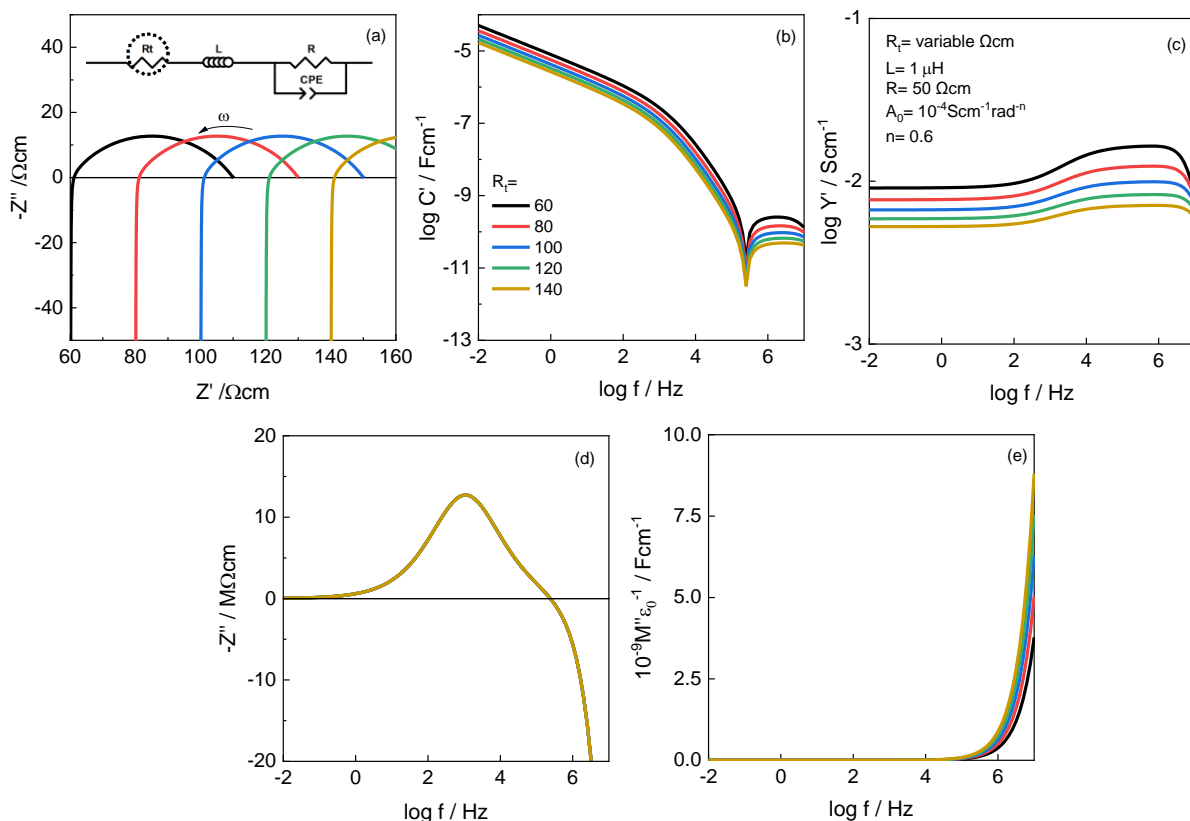 (a)
Rt
L
R
CPE
ω
40
20
0
-20
-40
-Z'' /Ωcm
60
80
100
120
140
160
Z' /Ωcm
(b)
-5
-7
-9
-11
-13
log C' / Fcm⁻¹
R_t=
60
80
100
120
140
-2
0
2
4
6
log f / Hz
(c)
R_t= variable Ωcm
L= 1 μH
R= 50 Ωcm
A₀= 10⁻⁴Scm⁻¹rad⁻ⁿ
n= 0.6
-1
-2
-3
log Y' / Scm⁻¹
-2
0
2
4
6
log f / Hz
(d)
20
10
0
-10
-20
-Z'' / MΩcm
-2
0
2
4
6
log f / Hz
(e)
10.0
7.5
5.0
2.5
0.0
10⁻⁹M''ε₀⁻¹ / Fcm⁻¹
-2
0
2
4
6
log f / Hz